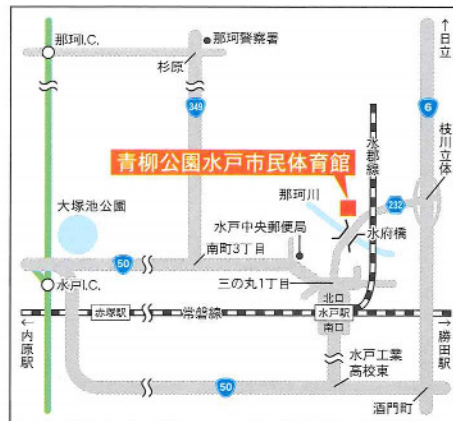 那珂I.C.
那珂警察署
杉原
349
↑日立
6
枝川立体
水郡線
青柳公園水戸市民体育館
那珂川
232
水府橋
大塚池公園
水戸中央郵便局
南町3丁目
50
三の丸1丁目
水戸I.C.
北口
赤塚駅
常磐線
水戸駅
南口
←内原駅
→勝田駅
水戸工業
高校東
50
酒門町